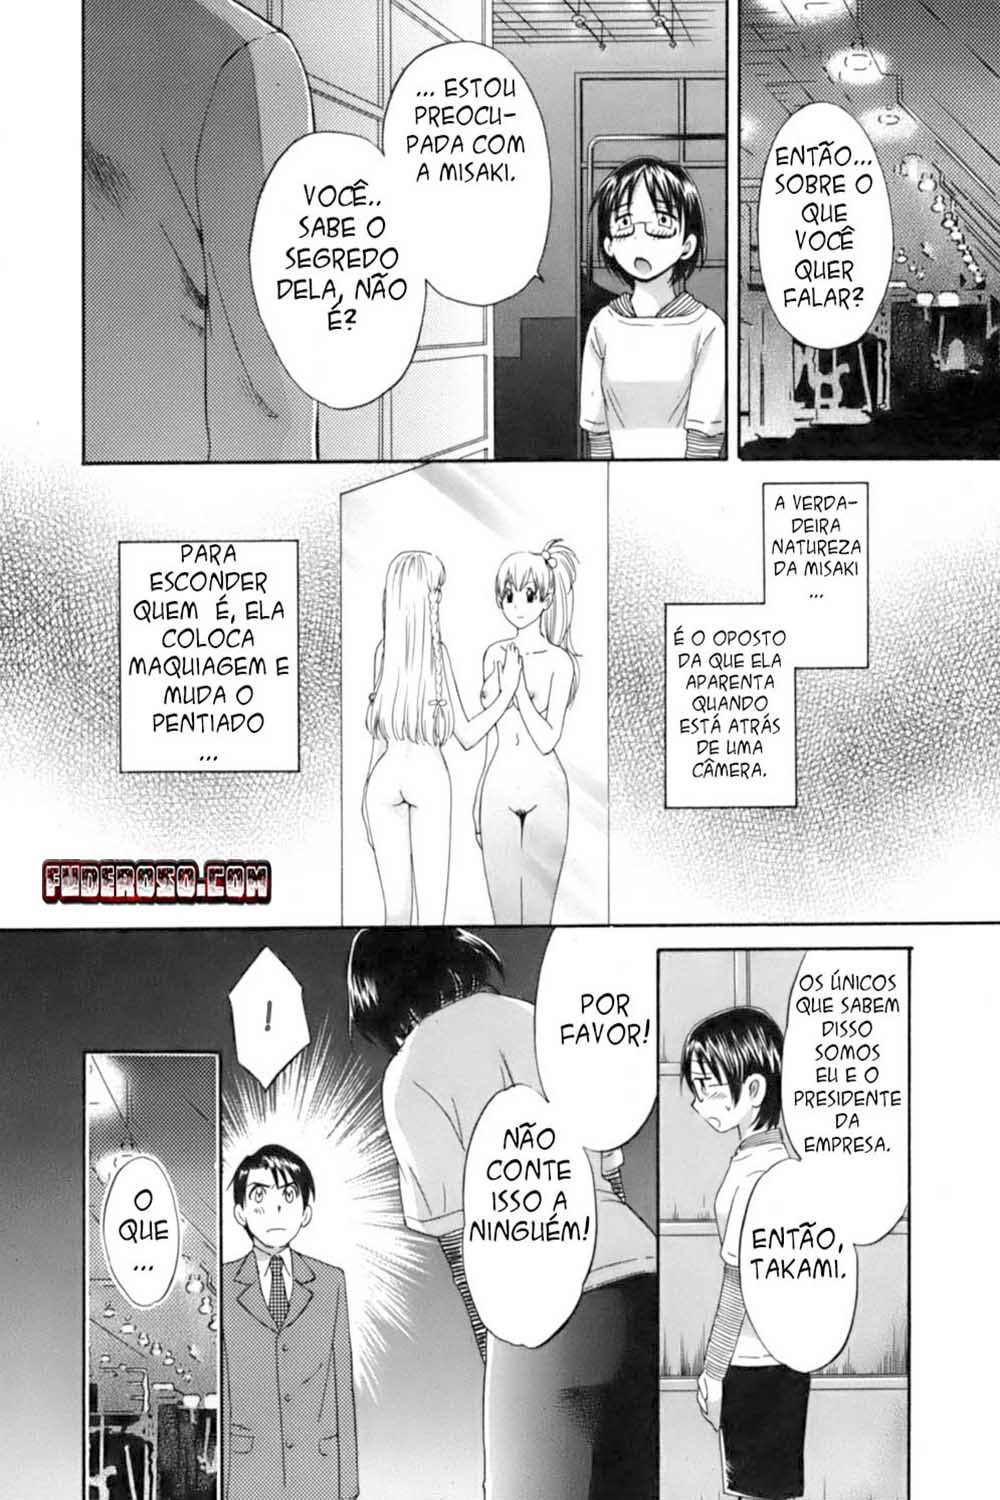 ENTÃO...
SOBRE O
QUE
VOCÊ
QUER
FALAR?
... ESTOU
PREOCU-
PADA COM
A MISAKI.
VOCÊ..
SABE O
SEGREDO
DELA, NÃO
É?
A VERDA-
DEIRA
NATUREZA
DA MISAKI
...
É O OPOSTO
DA QUE ELA
APARENTA
QUANDO
ESTÁ ATRÁS
DE UMA
CÂMERA.
PARA
ESCONDER
QUEM É, ELA
COLOCA
MAQUIAGEM E
MUDA O
PENTIADO
...
FUDEROSO.COM
OS ÚNICOS
QUE SABEM
DISSO
SOMOS
EU E O
PRESIDENTE
DA
EMPRESA.
ENTÃO,
TAKAMI.
POR
FAVOR!
NÃO
CONTE
ISSO A
NINGUÉM!
!
O
QUE
...